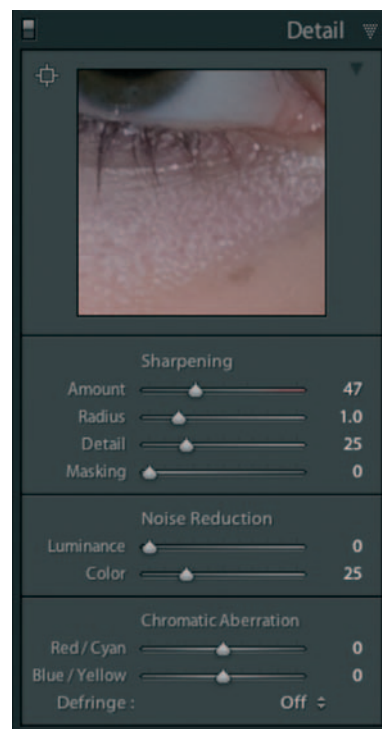 Detail
Sharpening
Amount 47
Radius 1.0
Detail 25
Masking 0
Noise Reduction
Luminance 0
Color 25
Chromatic Aberration
Red / Cyan 0
Blue / Yellow 0
Defringe : Off